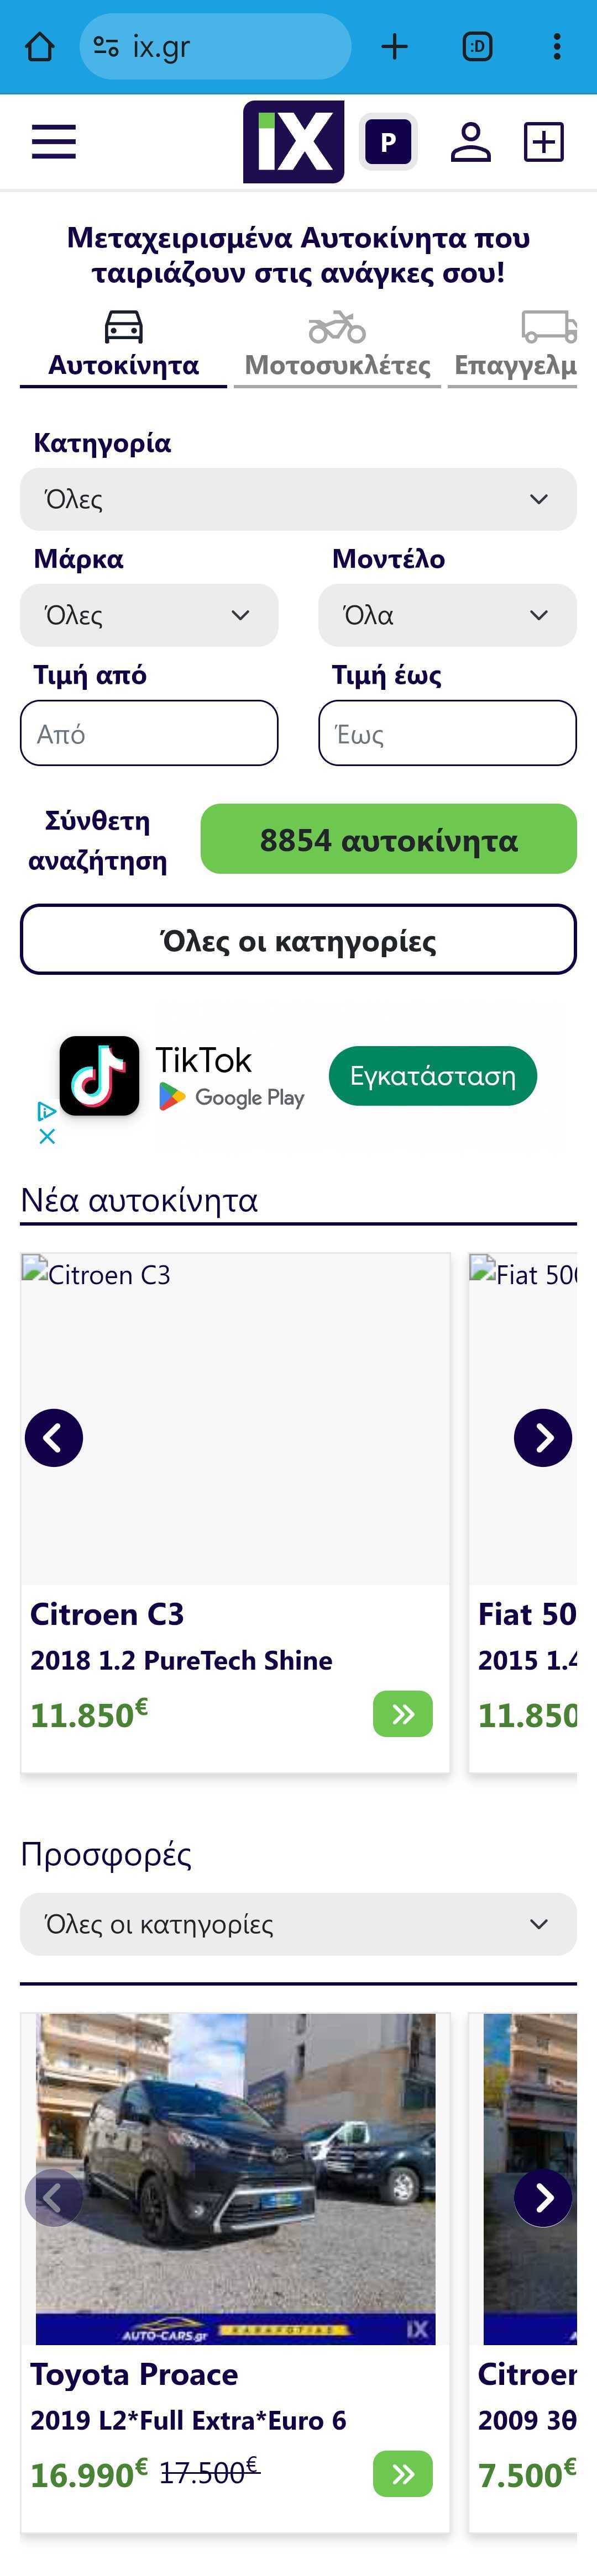 :D
ix.gr
iX
P
Μεταχειρισμένα Αυτοκίνητα που
ταιριάζουν στις ανάγκες σου!
Αυτοκίνητα
Μοτοσυκλέτες
Επαγγελμ
Κατηγορία
Όλες
Μάρκα
Μοντέλο
Όλες
Όλα
Τιμή από
Τιμή έως
Από
Έως
Σύνθετη
αναζήτηση
8854 αυτοκίνητα
Όλες οι κατηγορίες
TikTok
Google Play
Εγκατάσταση
Νέα αυτοκίνητα
Citroen C3
Fiat 500
Citroen C3
Fiat 50
2018 1.2 PureTech Shine
2015 1.4
11.850€
11.850
Προσφορές
Όλες οι κατηγορίες
AUTO-CARS.gr
iX
Toyota Proace
Citroen
2019 L2*Full Extra*Euro 6
2009 3θ
16.990€ 17.500€
7.500€